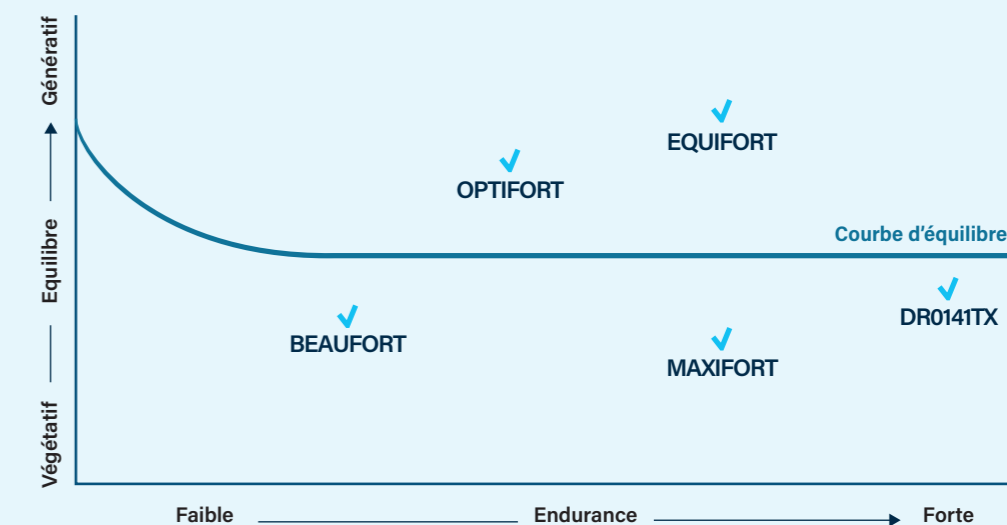 Génératif
EQUIFORT
OPTIFORT
Courbe d'équilibre
Equilibre
DR0141TX
BEAUFORT
MAXIFORT
Végétatif
Faible
Endurance
Forte